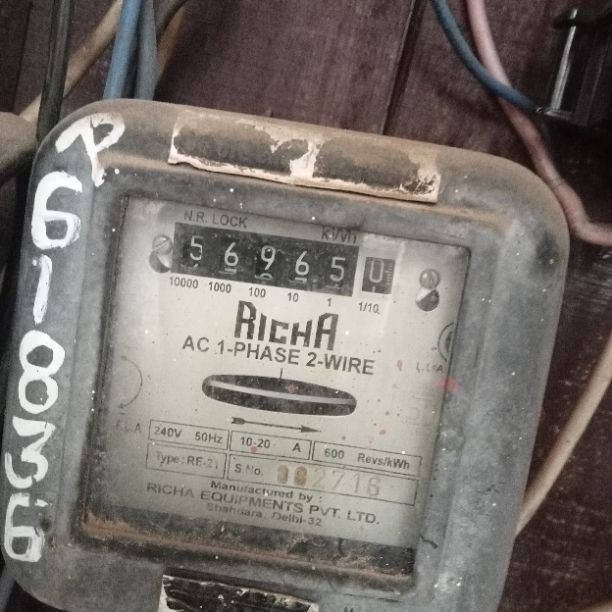 P 61836
N.R. LOCK kWh
5 6 9 6 5 0
10000 1000 100 10 1 1/10
RICHA
AC 1-PHASE 2-WIRE
240V 50Hz 10-20 A 600 Revs/kWh
Type: RE-21 S.No.
Manufactured by :
RICHA EQUIPMENTS PVT. LTD.
Shahdara, Delhi-32